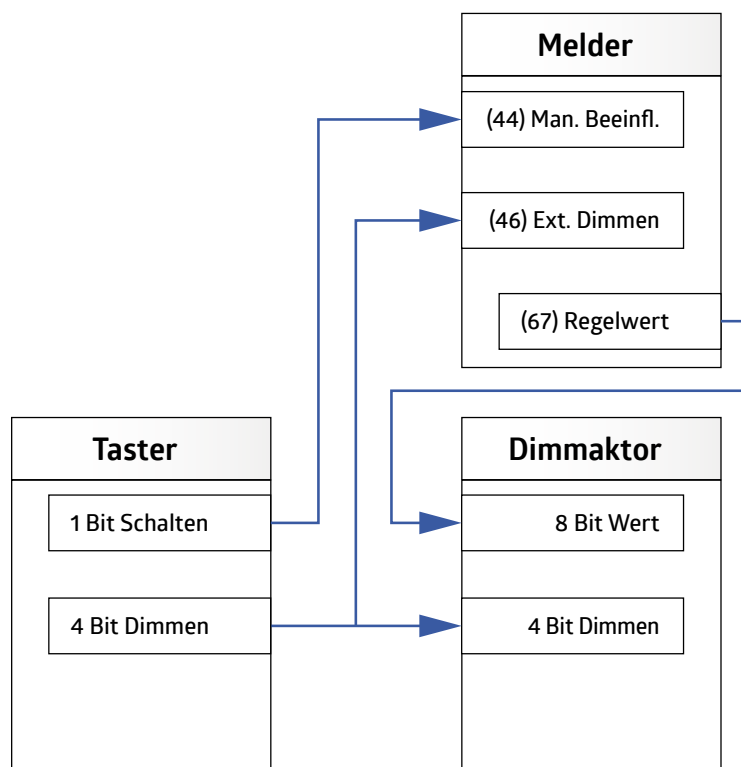 Melder
(44) Man. Beeinfl.
(46) Ext. Dimmen
(67) Regelwert
Taster
1 Bit Schalten
4 Bit Dimmen
Dimmaktor
8 Bit Wert
4 Bit Dimmen